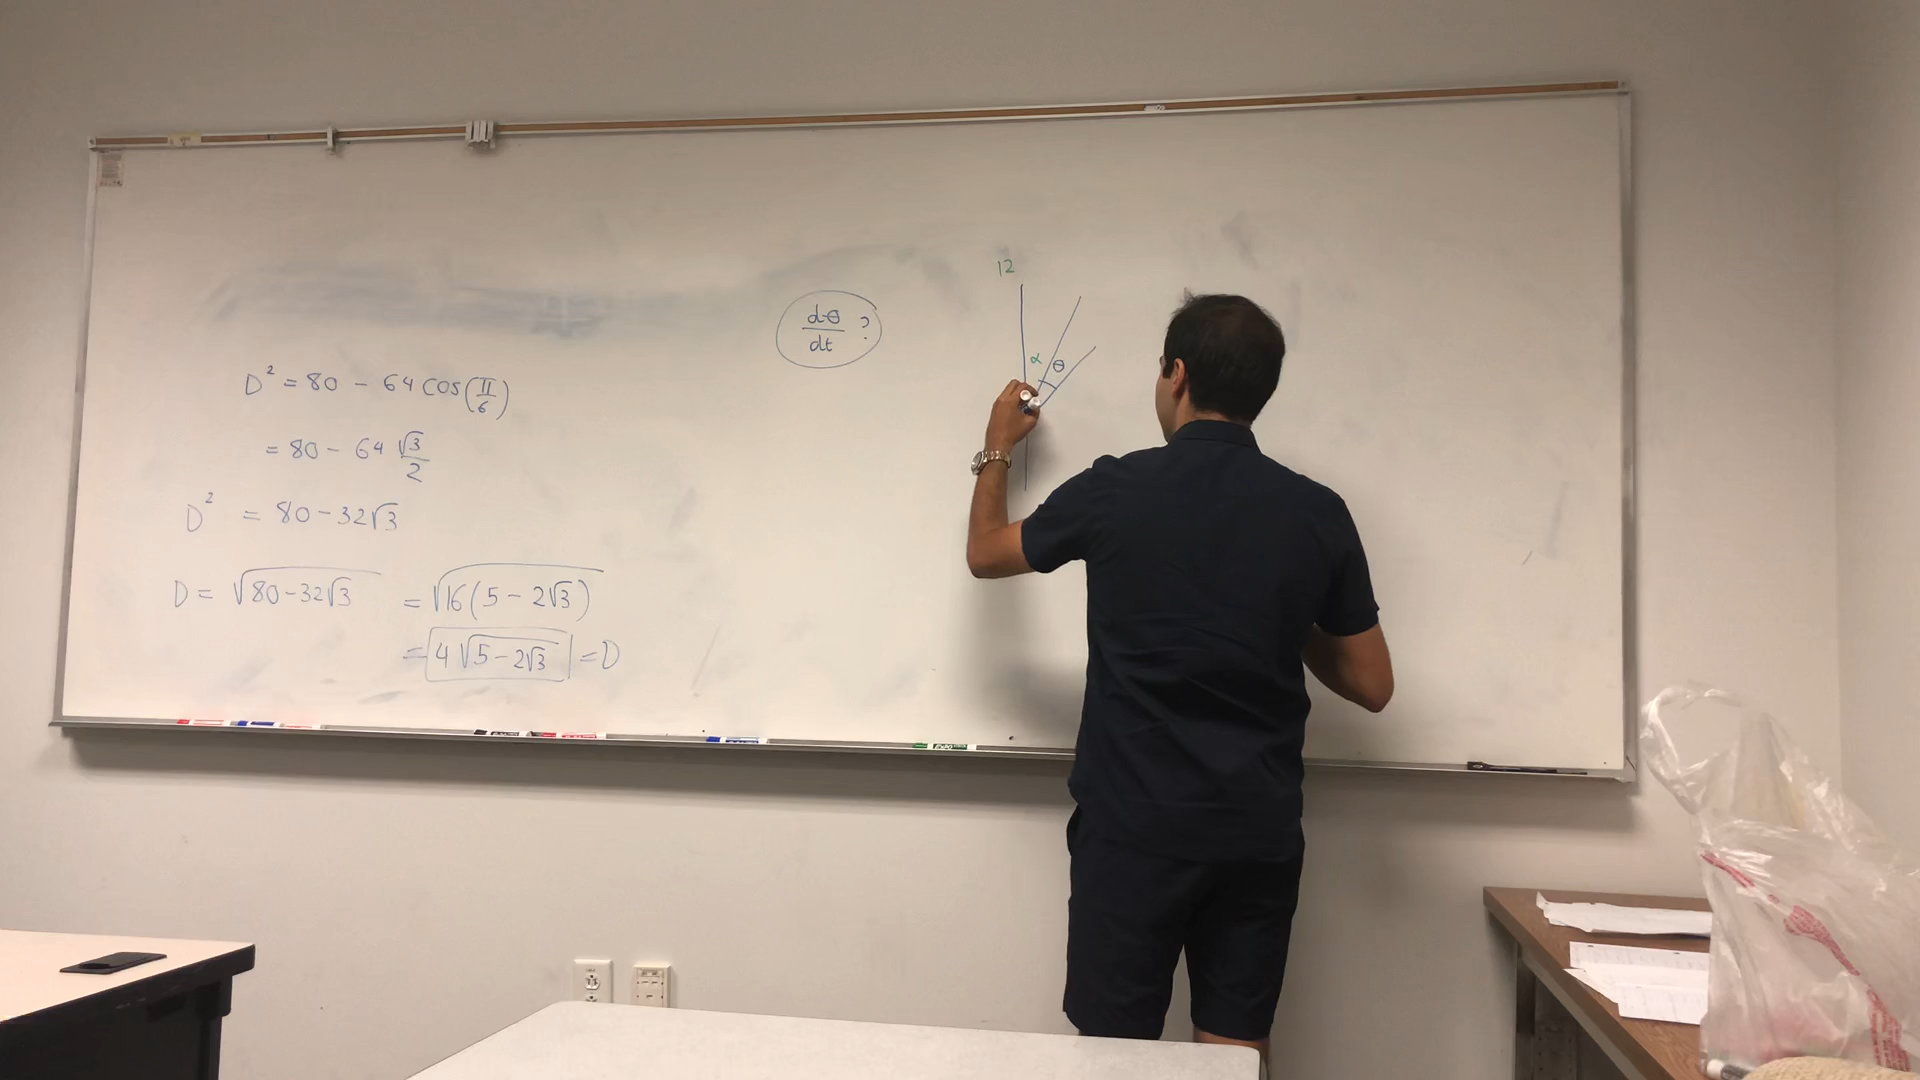 D² = 80 - 64 cos(π/6)
= 80 - 64 √3/2
D² = 80 - 32√3
D = √(80 - 32√3) = √(16(5 - 2√3))
= 4√(5 - 2√3) = D
dθ/dt ?
12
α θ